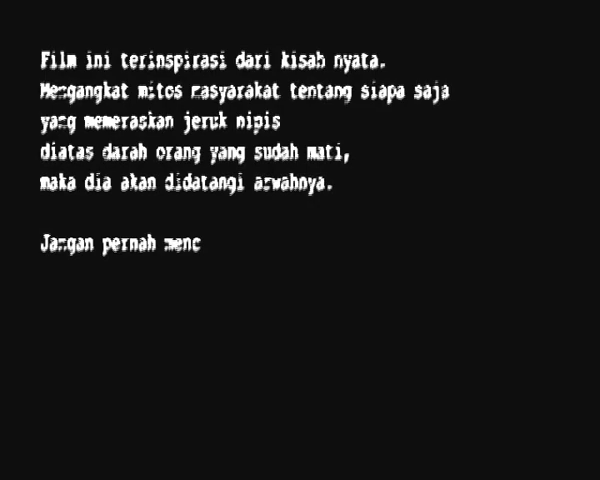 Film ini terinspirasi dari kisah nyata.
Mengangkat mitos masyarakat tentang siapa saja
yang memeraskan jeruk nipis
diatas darah orang yang sudah mati,
maka dia akan didatangi arwahnya.
Jangan pernah menc